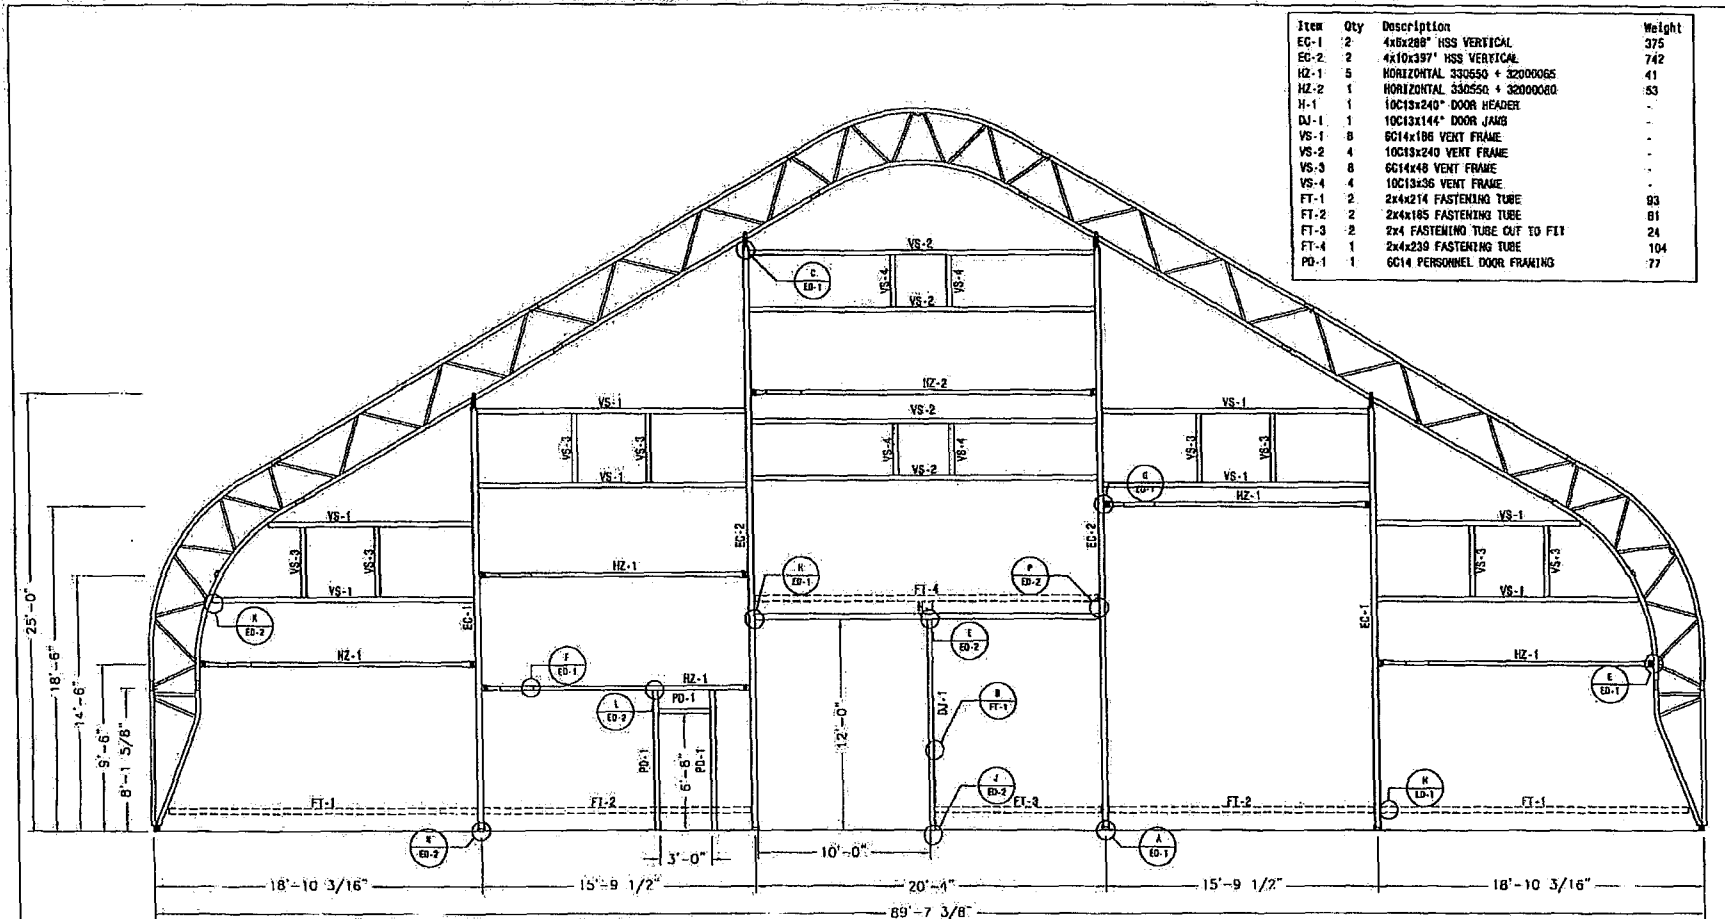 Item Qty Description Weight
EC-1 2 4x6x288" HSS VERTICAL 375
EC-2 2 4x10x397" HSS VERTICAL 742
HZ-1 5 HORIZONTAL 330550 + 32000065 41
HZ-2 1 HORIZONTAL 330550 + 32000080 53
H-1 1 10C13x240" DOOR HEADER -
DJ-1 1 10C13x144" DOOR JAMB -
VS-1 8 6C14x186 VENT FRAME -
VS-2 4 10C13x240 VENT FRAME -
VS-3 8 6C14x48 VENT FRAME -
VS-4 4 10C13x36 VENT FRAME -
FT-1 2 2x4x214 FASTENING TUBE 93
FT-2 2 2x4x185 FASTENING TUBE 81
FT-3 2 2x4 FASTENING TUBE CUT TO FIT 24
FT-4 1 2x4x239 FASTENING TUBE 104
PD-1 1 6C14 PERSONNEL DOOR FRAMING 77
VS-2
C
ED-1
VS-4 VS-4
VS-2
HZ-2
VS-1 VS-2 VS-1
VS-3 VS-3 VS-4 VS-4 VS-3 VS-3
VS-1 VS-2 VS-1
G
ED-1
HZ-1
VS-1 VS-1
VS-3 VS-3 EC-2 EC-2 VS-3 VS-3
HZ-1
H
ED-1
P
ED-2
VS-1 FT-4 VS-1
H-1
EC-1 EC-1
K
ED-2
E
ED-2
HZ-1 HZ-1
F
ED-1
HZ-1
E
ED-1
PD-1
L
ED-2
DJ-1
B
FT-1
25'-0" 18'-6" 14'-6" 9'-6" 8'-1 5/8"
PD-1 6'-8" PD-1 12'-0"
J
ED-2
FT-1 FT-2 FT-3 FT-2 FT-1
ED-1
ED-2
A
ED-1
3'-0" 10'-0"
18'-10 3/16" 15'-9 1/2" 20'-4" 15'-9 1/2" 18'-10 3/16"
89'-7 3/8"